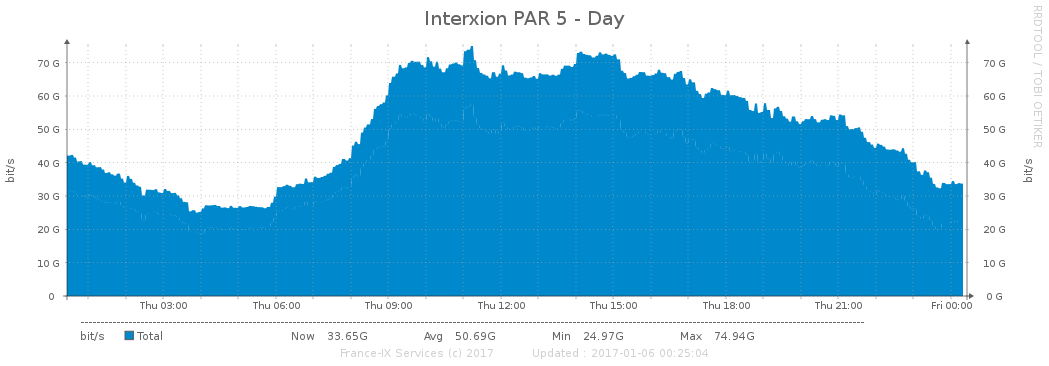 Interxion PAR 5 - Day
RRDTOOL / TOBI OETIKER
bit/s
70 G 70 G
60 G 60 G
50 G 50 G
40 G 40 G
30 G 30 G
20 G 20 G
10 G 10 G
0 0 G
bit/s
Thu 03:00 Thu 06:00 Thu 09:00 Thu 12:00 Thu 15:00 Thu 18:00 Thu 21:00 Fri 00:00
bit/s Total Now 33.65G Avg 50.69G Min 24.97G Max 74.94G
France-IX Services (c) 2017 Updated : 2017-01-06 00:25:04